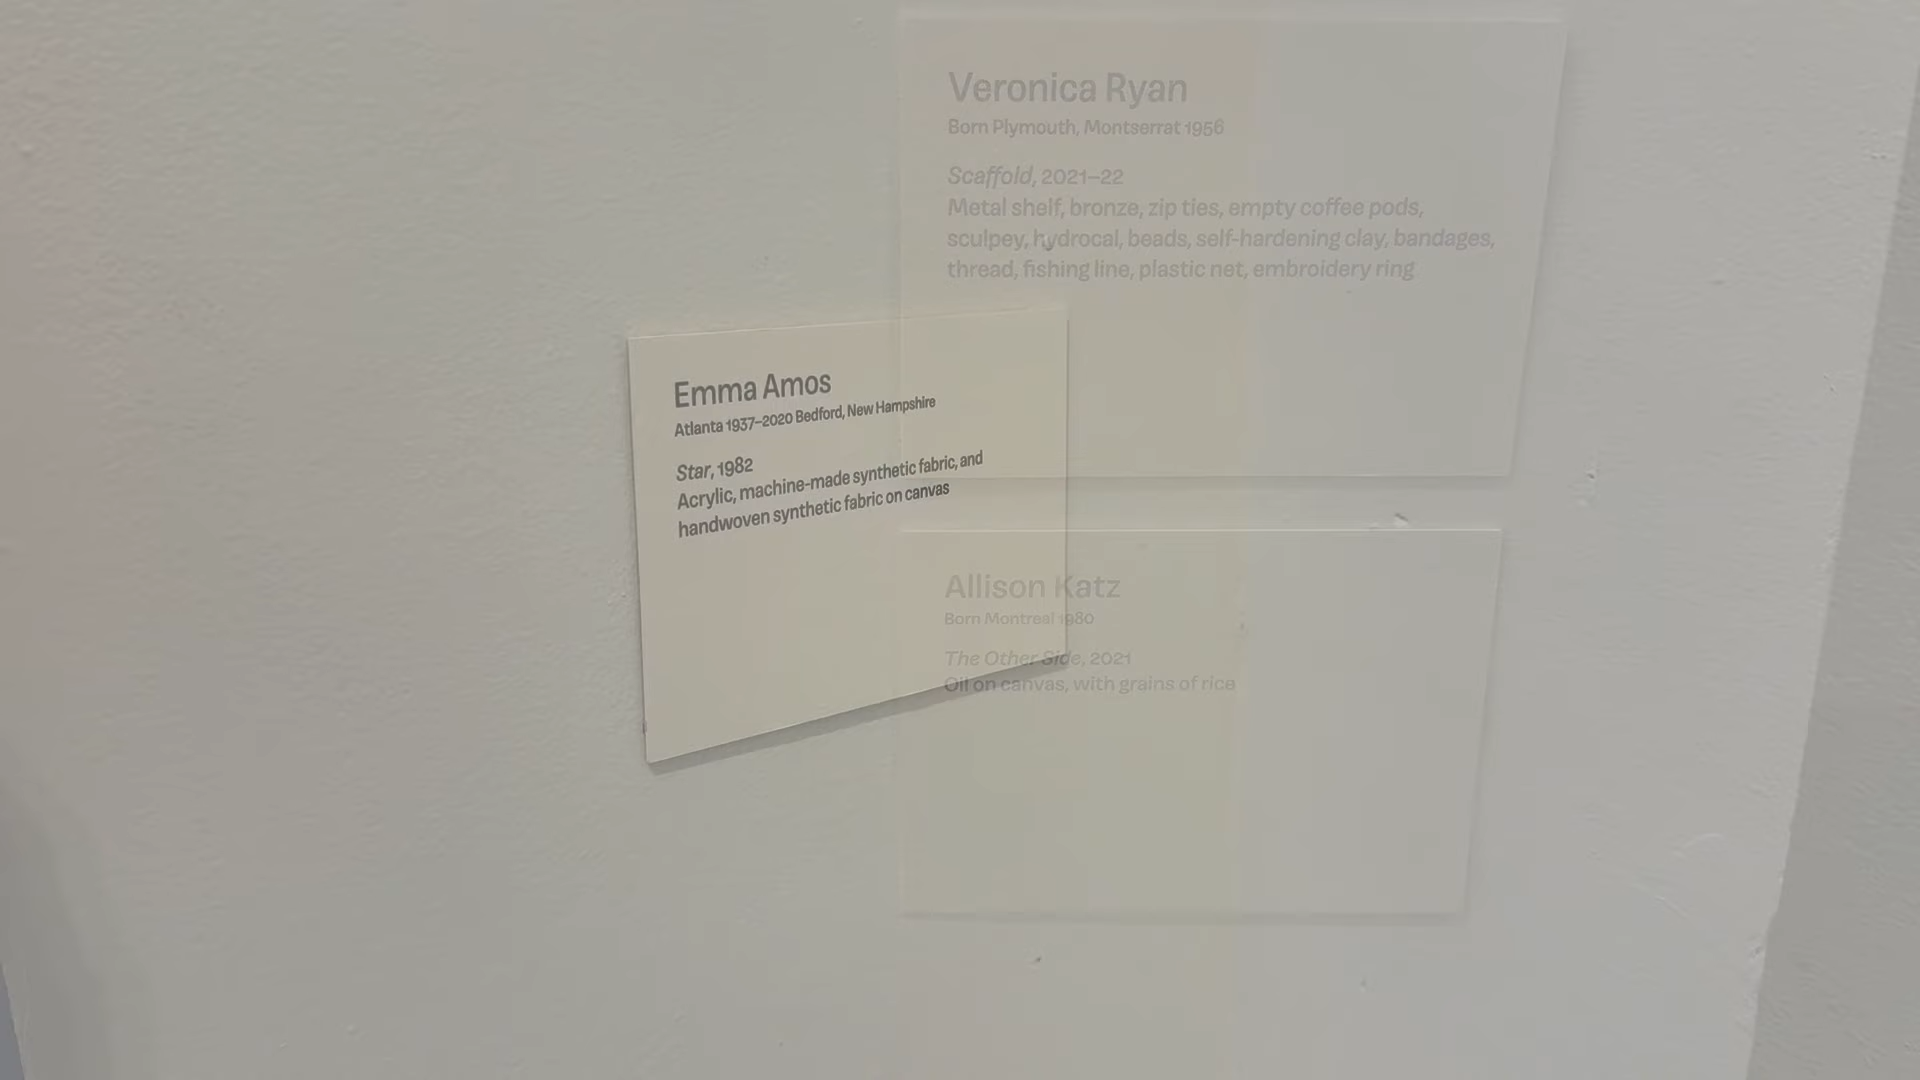 Veronica Ryan
Born Plymouth, Montserrat 1956
Scaffold, 2021–22
Metal shelf, bronze, zip ties, empty coffee pods,
sculpey, hydrocal, beads, self-hardening clay, bandages,
thread, fishing line, plastic net, embroidery ring
Emma Amos
Atlanta 1937–2020 Bedford, New Hampshire
Star, 1982
Acrylic, machine-made synthetic fabric, and
handwoven synthetic fabric on canvas
Allison Katz
Born Montreal 1980
The Other Side, 2021
Oil on canvas, with grains of rice